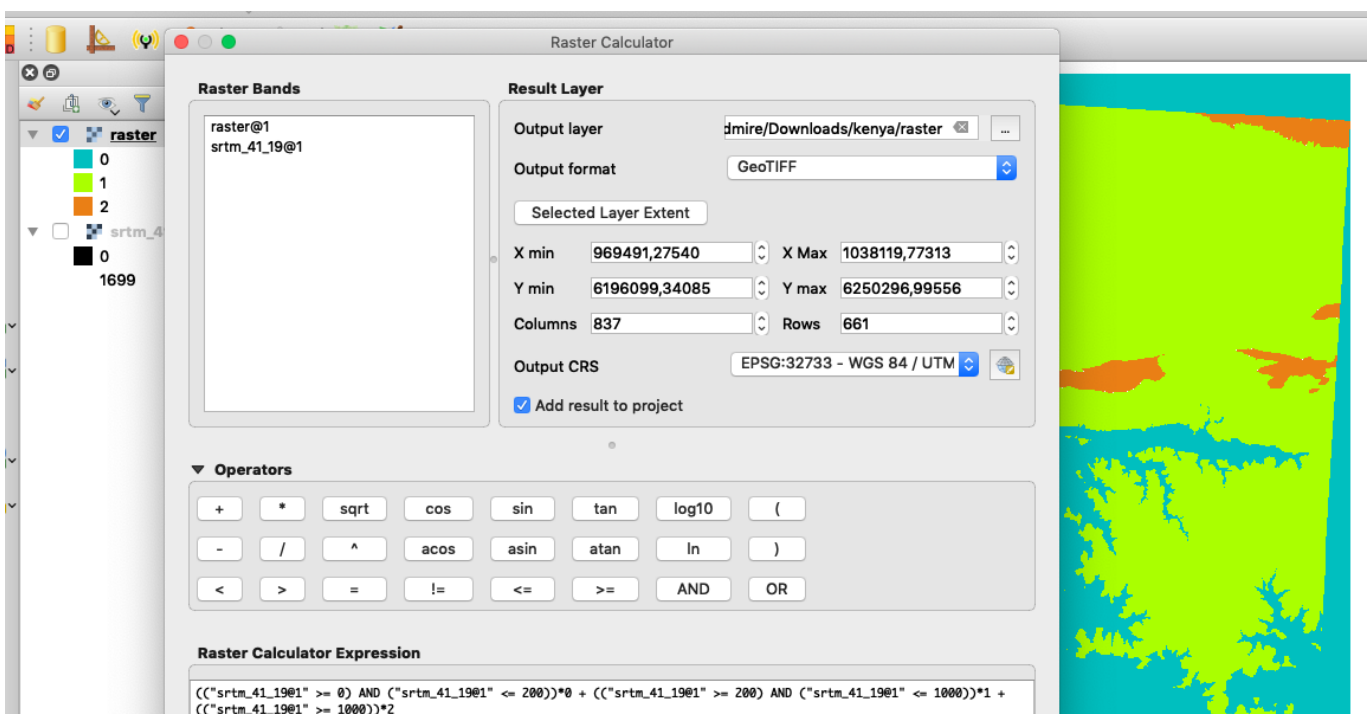 Raster Calculator
raster
0
1
2
srtm_4
0
1699
Raster Bands
raster@1
srtm_41_19@1
Result Layer
Output layer dmire/Downloads/kenya/raster ...
Output format GeoTIFF
Selected Layer Extent
X min 969491,27540 X Max 1038119,77313
Y min 6196099,34085 Y max 6250296,99556
Columns 837 Rows 661
Output CRS EPSG:32733 - WGS 84 / UTM
Add result to project
Operators
+ * sqrt cos sin tan log10 (
- / ^ acos asin atan ln )
< > = != <= >= AND OR
Raster Calculator Expression
(("srtm_41_19@1" >= 0) AND ("srtm_41_19@1" <= 200))*0 + (("srtm_41_19@1" >= 200) AND ("srtm_41_19@1" <= 1000))*1 +
(("srtm_41_19@1" >= 1000))*2